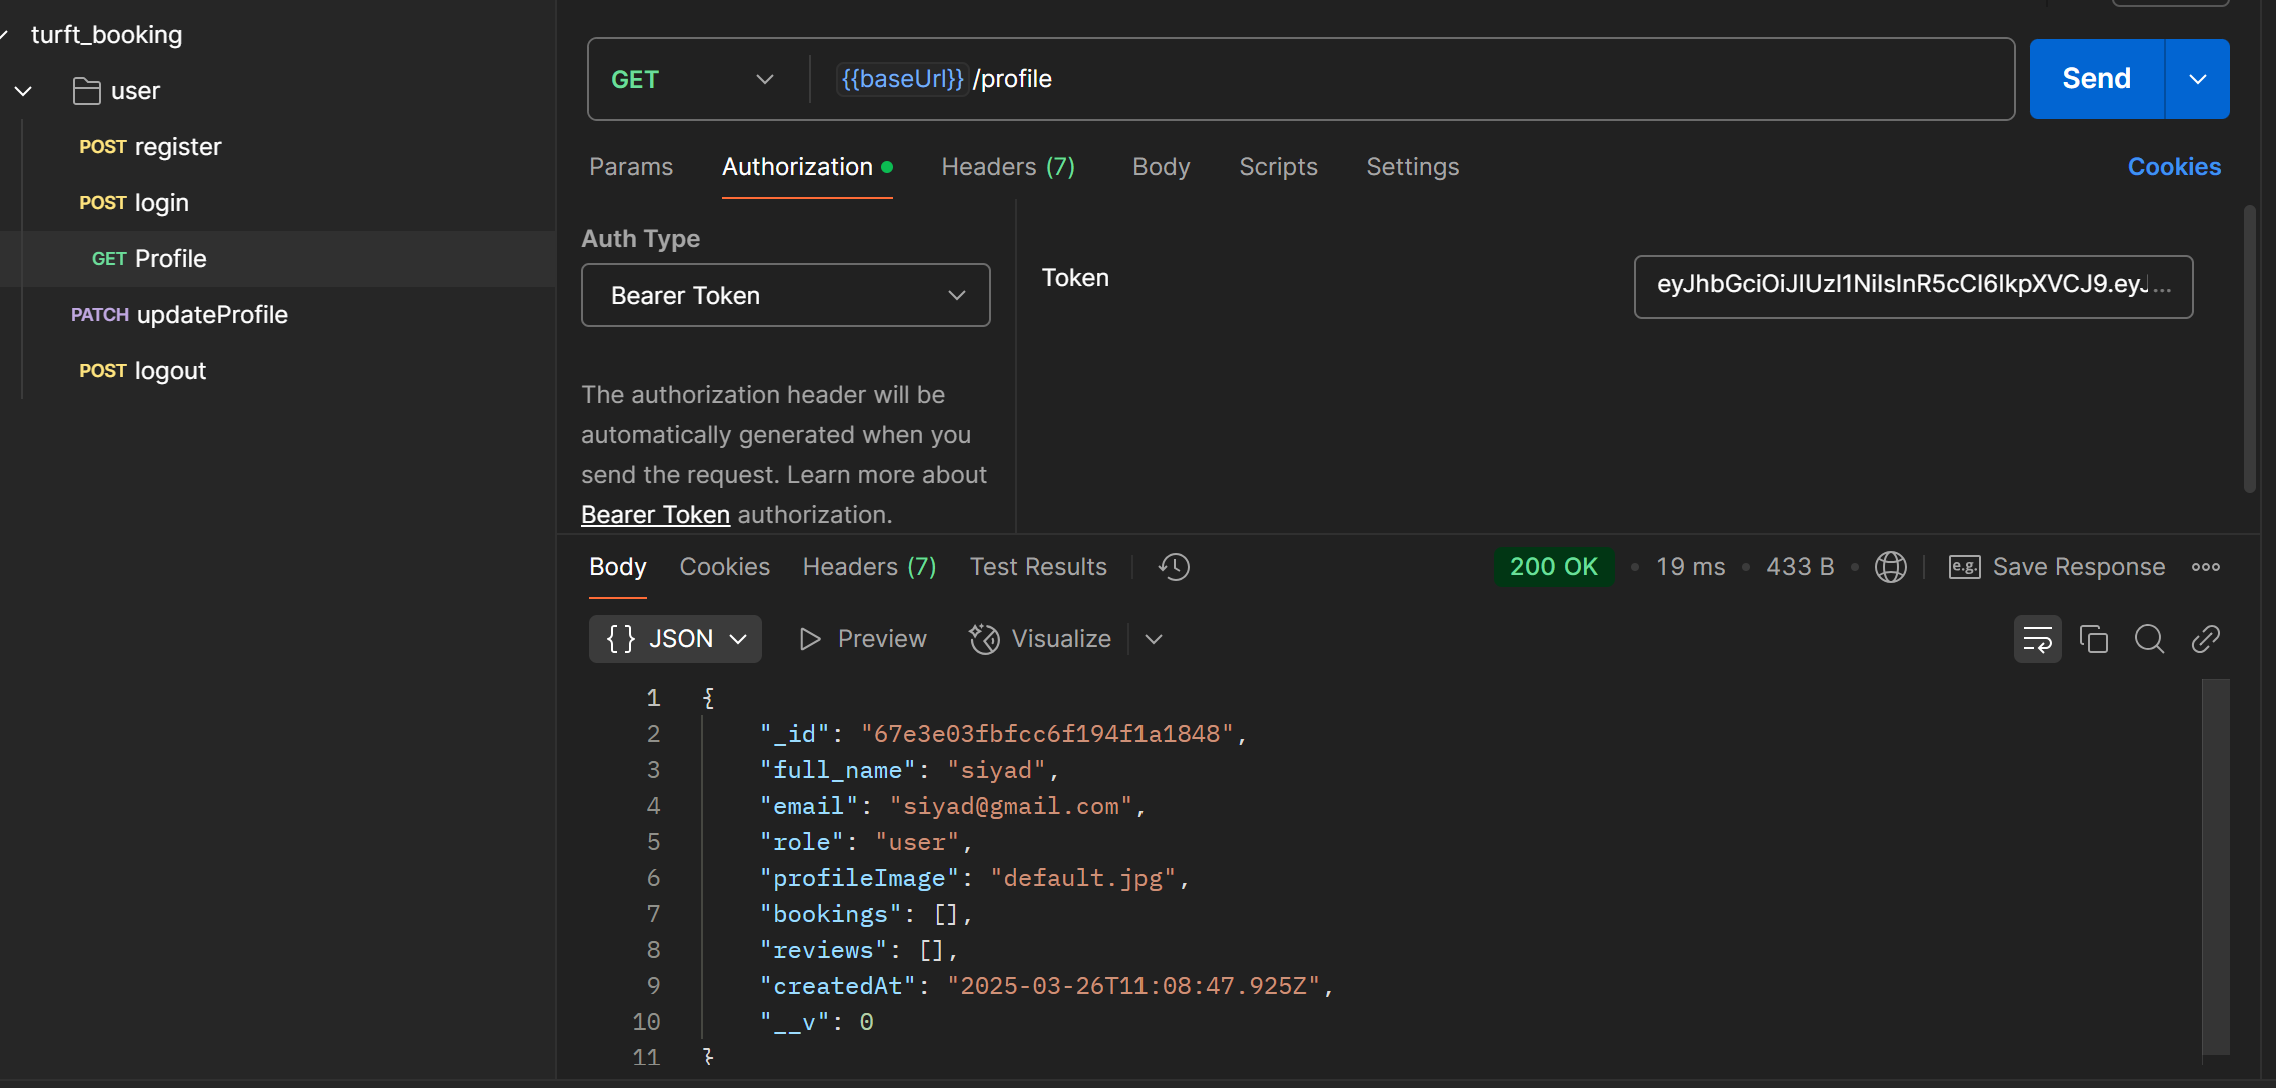 turft_booking
user
POST register
POST login
GET Profile
PATCH updateProfile
POST logout
GET
{{baseUrl}} /profile
Send
Params
Authorization
Headers (7)
Body
Scripts
Settings
Cookies
Auth Type
Bearer Token
The authorization header will be
automatically generated when you
send the request. Learn more about
Bearer Token authorization.
Token
eyJhbGciOiJIUzI1NiIsInR5cCI6IkpXVCJ9.eyJ...
Body
Cookies
Headers (7)
Test Results
200 OK
19 ms
433 B
e.g.
Save Response
{} JSON
Preview
Visualize
1 {
2 "_id": "67e3e03fbfcc6f194f1a1848",
3 "full_name": "siyad",
4 "email": "siyad@gmail.com",
5 "role": "user",
6 "profileImage": "default.jpg",
7 "bookings": [],
8 "reviews": [],
9 "createdAt": "2025-03-26T11:08:47.925Z",
10 "__v": 0
11 }